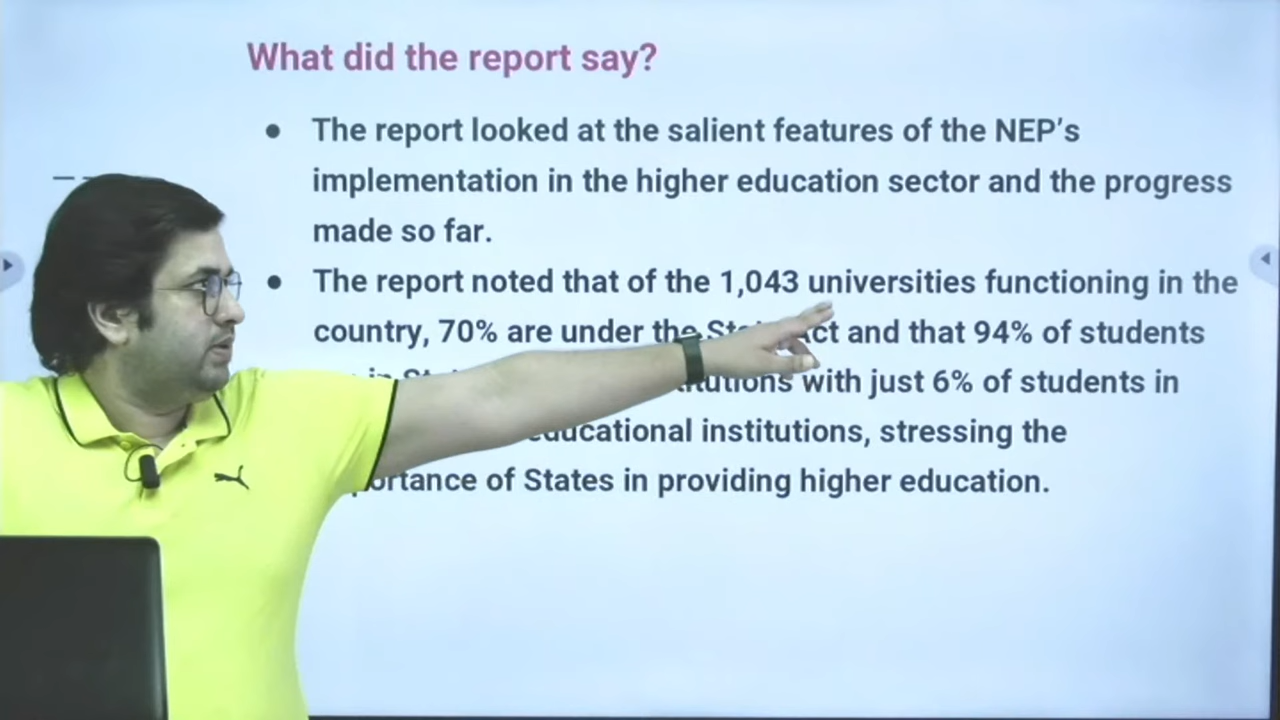 What did the report say?
● The report looked at the salient features of the NEP's
implementation in the higher education sector and the progress
made so far.
● The report noted that of the 1,043 universities functioning in the
country, 70% are under the Act and that 94% of students
in with just 6% of students in
educational institutions, stressing the
of States in providing higher education.